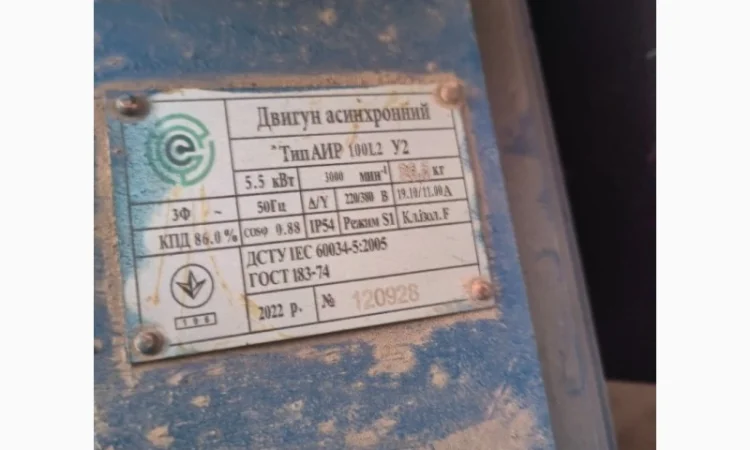 Двигун асинхронний
Тип АИР 100L2 У2
5.5 кВт 3000 мин⁻¹ кг
3Ф ~ 50Гц Δ/Y 220/380 В 19.10/11.00 А
КПД 86.0 % cosφ 0.88 IP54 Режим S1 Кл.ізол. F
ДСТУ IEC 60034-5:2005
ГОСТ 183-74
2022 р. № 120928